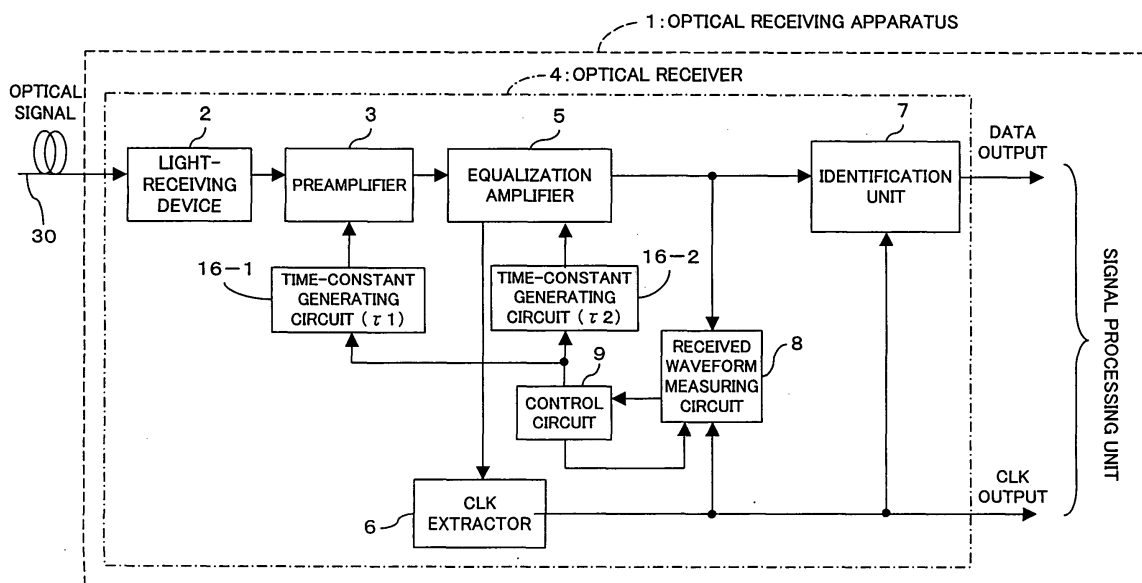 1:OPTICAL RECEIVING APPARATUS
4:OPTICAL RECEIVER
OPTICAL
SIGNAL
2
3
5
7
DATA
OUTPUT
LIGHT-
RECEIVING
DEVICE
PREAMPLIFIER
EQUALIZATION
AMPLIFIER
IDENTIFICATION
UNIT
30
16-1
TIME-CONSTANT
GENERATING
CIRCUIT(τ1)
16-2
TIME-CONSTANT
GENERATING
CIRCUIT(τ2)
RECEIVED
WAVEFORM
MEASURING
CIRCUIT
8
9
CONTROL
CIRCUIT
SIGNAL PROCESSING UNIT
6
CLK
EXTRACTOR
CLK
OUTPUT